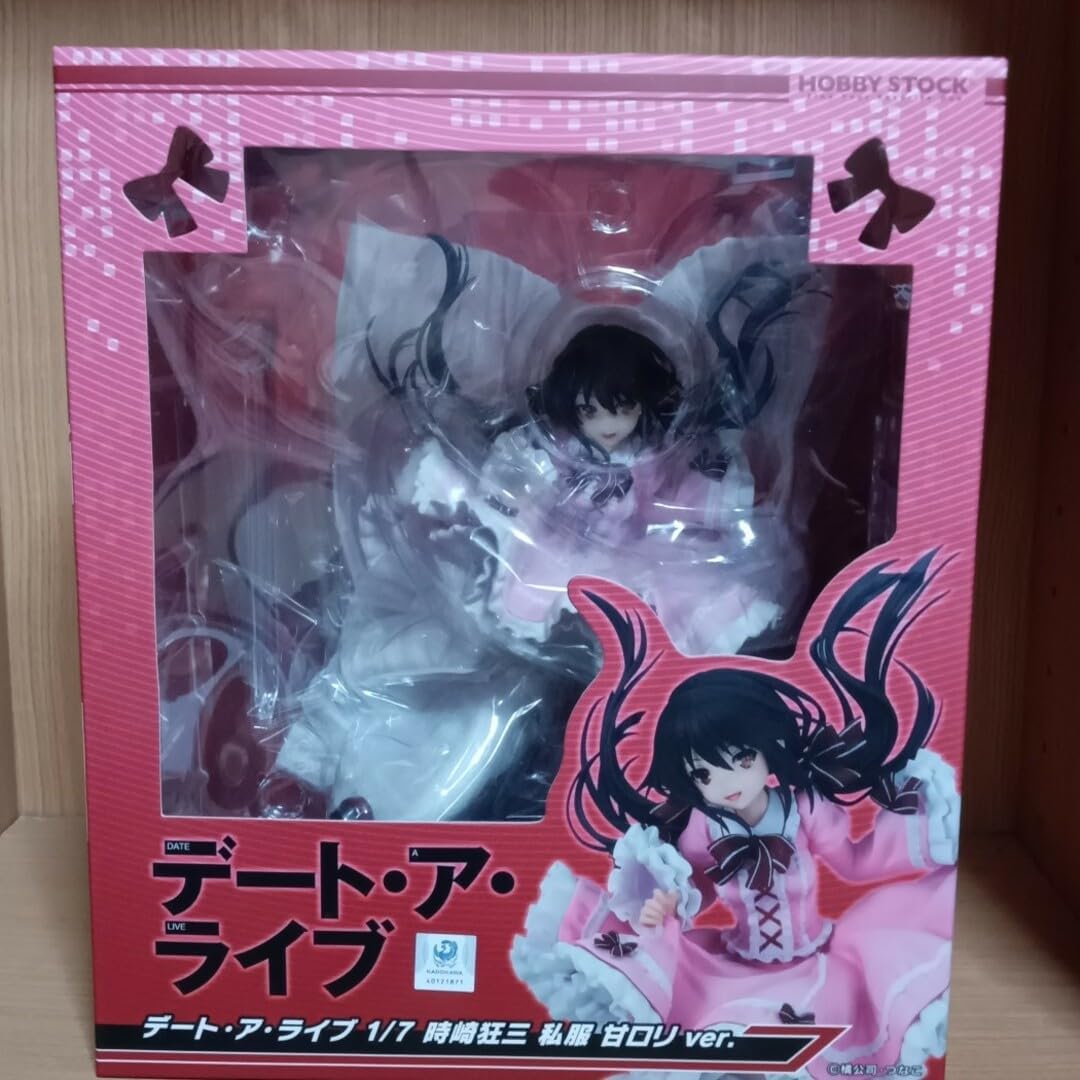 HOBBY STOCK
DATE A
デート・ア・
LIVE
ライブ
KADOKAWA
40121871
デート・ア・ライブ 1/7 時崎狂三 私服 甘ロリ ver.
©橘公司・つなこ